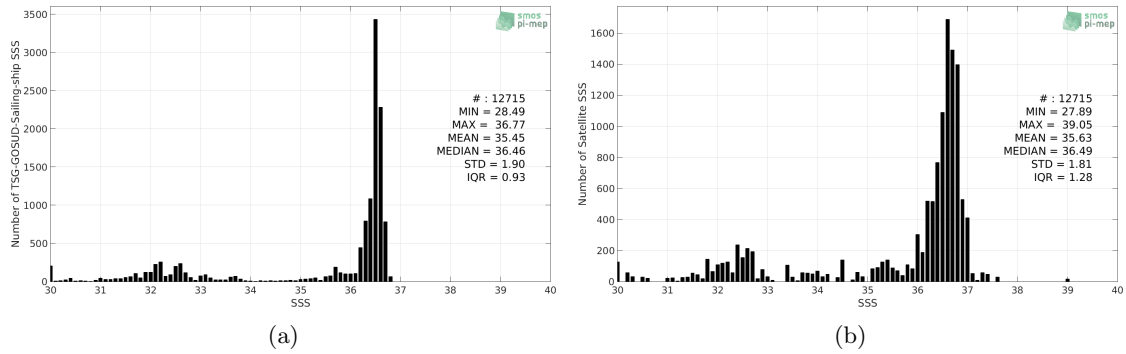 smos
pi-mep
Number of TSG-GOSUD-Sailing-ship SSS
3500
3000
2500
2000
1500
1000
500
0
# : 12715
MIN = 28.49
MAX = 36.77
MEAN = 35.45
MEDIAN = 36.46
STD = 1.90
IQR = 0.93
30 31 32 33 34 35 36 37 38 39 40
SSS
(a)
smos
pi-mep
Number of Satellite SSS
1600
1400
1200
1000
800
600
400
200
0
# : 12715
MIN = 27.89
MAX = 39.05
MEAN = 35.63
MEDIAN = 36.49
STD = 1.81
IQR = 1.28
30 31 32 33 34 35 36 37 38 39 40
SSS
(b)